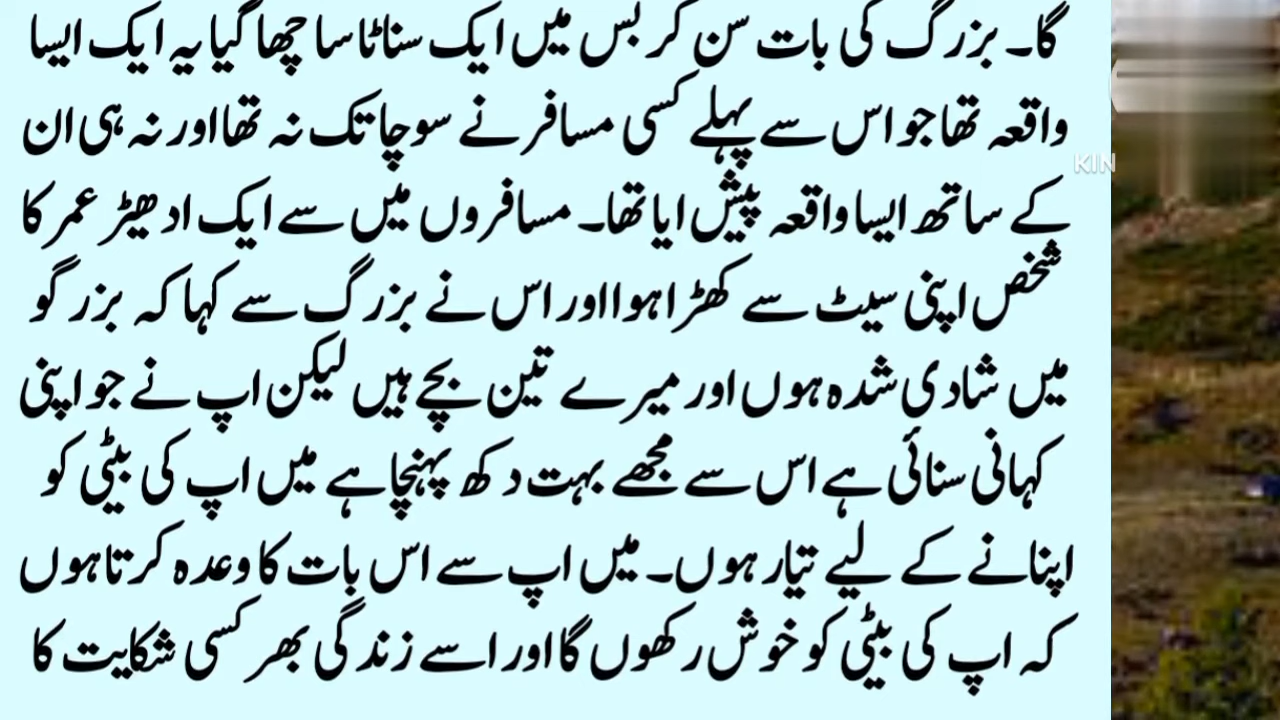 گا۔ بزرگ کی بات سن کر بس میں ایک سناٹا سا چھا گیا یہ ایک ایسا
واقعہ تھا جو اس سے پہلے کسی مسافر نے سوچا تک نہ تھا اور نہ ہی ان
کے ساتھ ایسا واقعہ پیش ایا تھا۔ مسافروں میں سے ایک ادھیڑ عمر کا
شخص اپنی سیٹ سے کھڑا ہوا اور اس نے بزرگ سے کہا کہ بزرگو
میں شادی شدہ ہوں اور میرے تین بچے ہیں لیکن اپ نے جو اپنی
کہانی سنائی ہے اس سے مجھے بہت دکھ پہنچا ہے میں اپ کی بیٹی کو
اپنانے کے لیے تیار ہوں۔ میں اپ سے اس بات کا وعدہ کرتا ہوں
کہ اپ کی بیٹی کو خوش رکھوں گا اور اسے زندگی بھر کسی شکایت کا
KIN